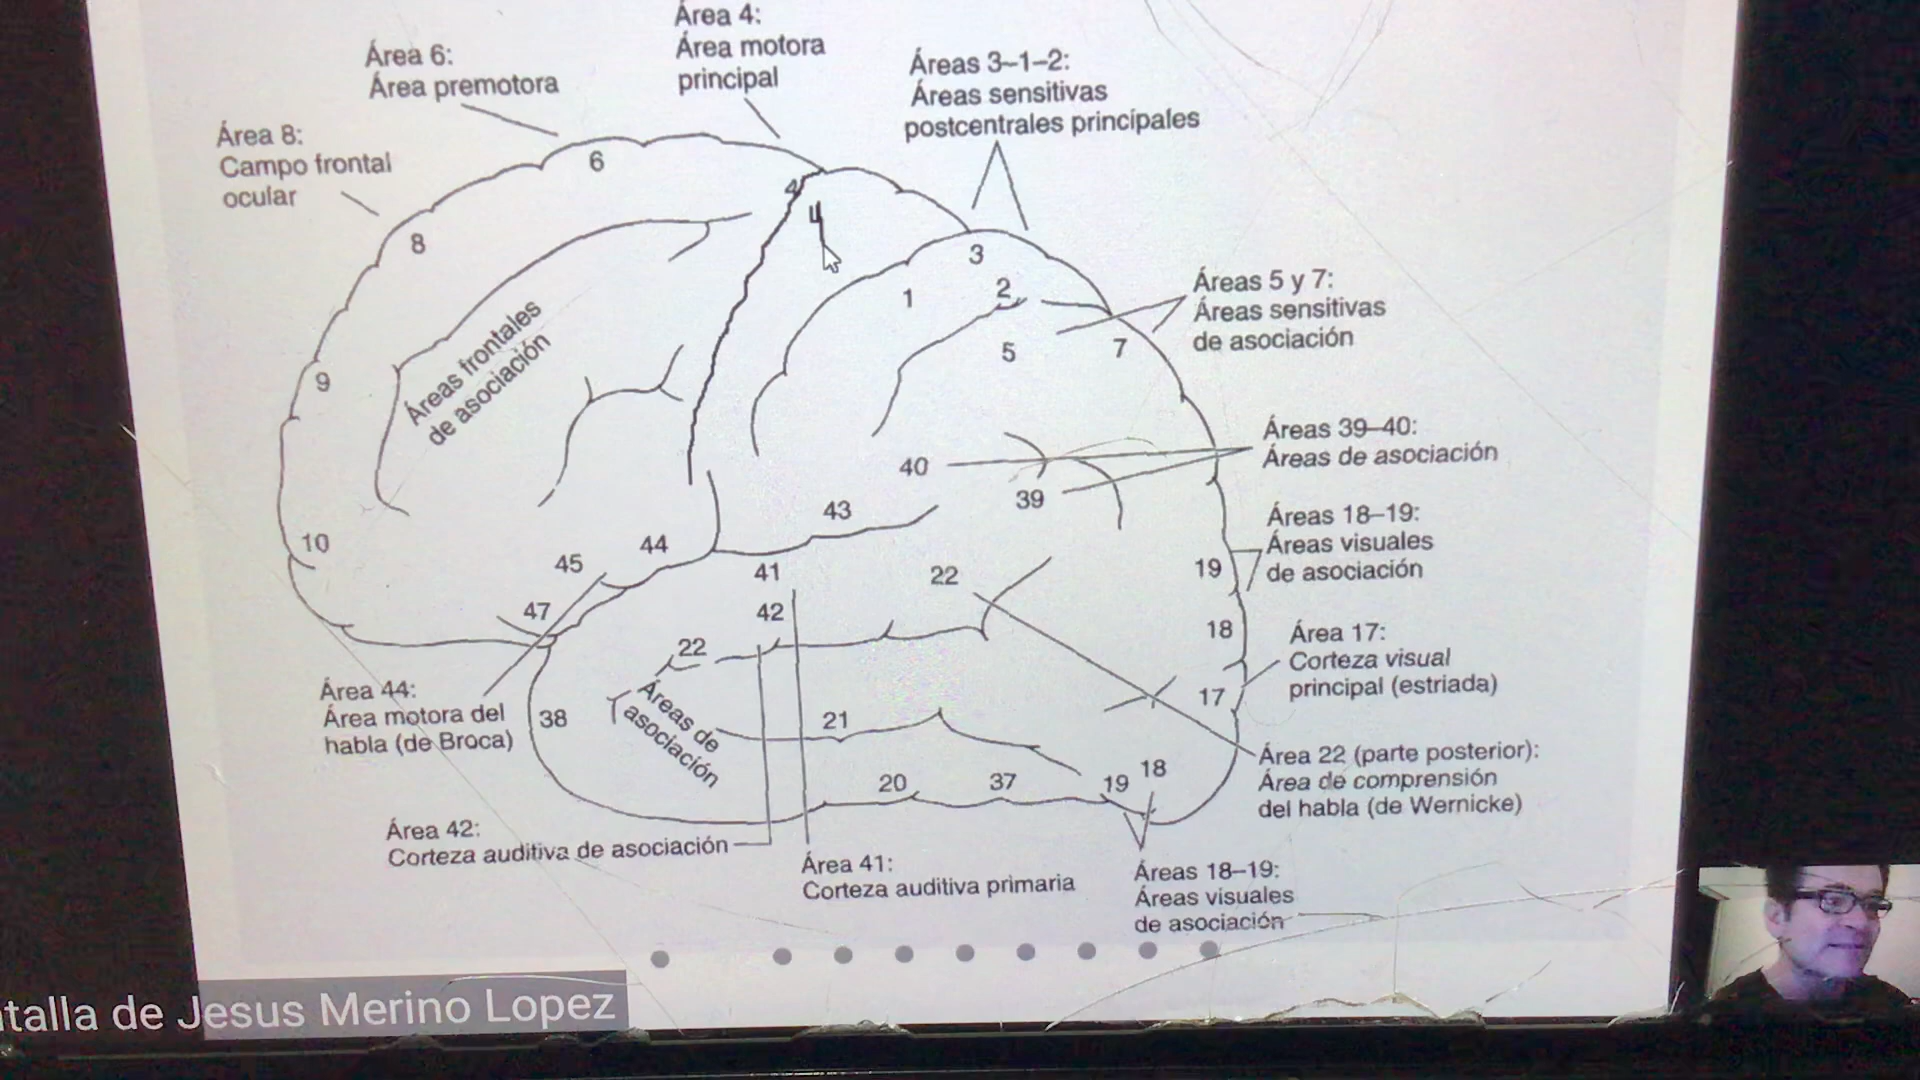 Área 4:
Área motora
principal
Área 6:
Área premotora
Áreas 3–1–2:
Áreas sensitivas
postcentrales principales
Área 8:
Campo frontal
ocular
6
4
4
8
3
1
2
Áreas 5 y 7:
Áreas sensitivas
de asociación
5
7
9
Áreas frontales
de asociación
Áreas 39–40:
Áreas de asociación
40
39
43
10
45
44
41
22
19
Áreas 18–19:
Áreas visuales
de asociación
47
42
18
22
Área 17:
Corteza visual
principal (estriada)
17
Área 44:
Área motora del
habla (de Broca)
38
Áreas de
asociación
21
20
37
19
18
Área 22 (parte posterior):
Área de comprensión
del habla (de Wernicke)
Área 42:
Corteza auditiva de asociación
Área 41:
Corteza auditiva primaria
Áreas 18–19:
Áreas visuales
de asociación
talla de Jesus Merino Lopez